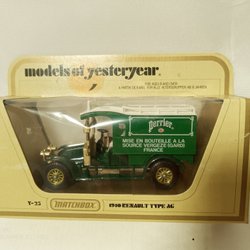 models of yesteryear
Perrier
MISE EN BOUTEILLE A LA
SOURCE VERGEZE (GARD)
FRANCE
Y-25
MATCHBOX
1910 RENAULT TYPE AG